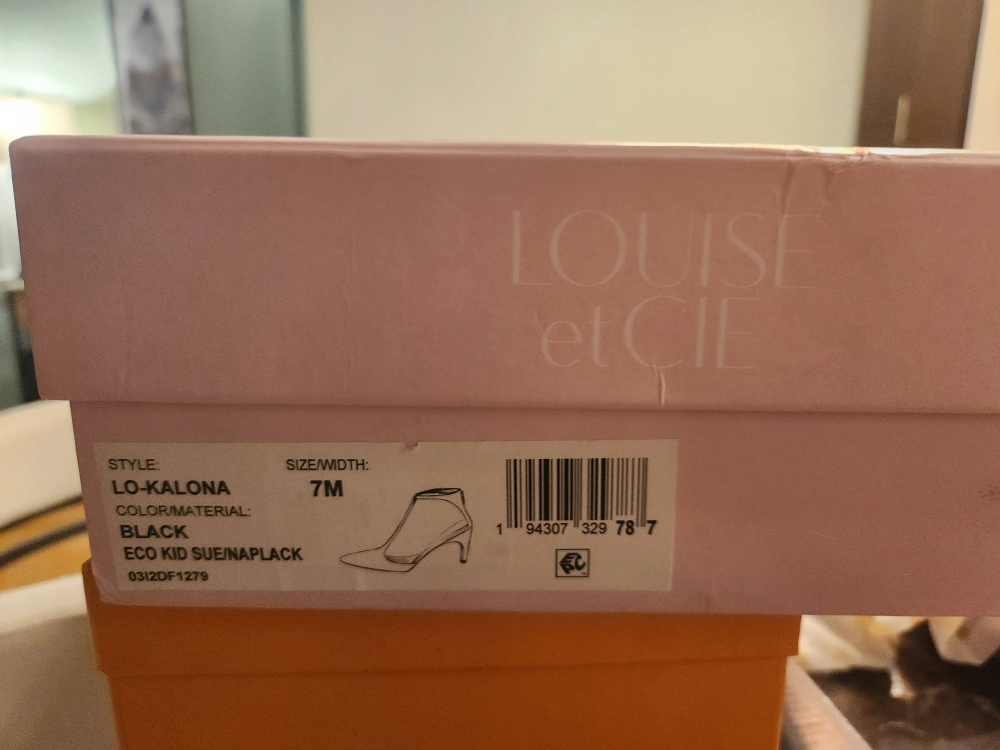 LOUISE
et CIE
STYLE:
LO-KALONA
COLOR/MATERIAL:
BLACK
ECO KID SUE/NAPLACK
03I2DF1279
SIZE/WIDTH:
7M
1 94307 329 78 7